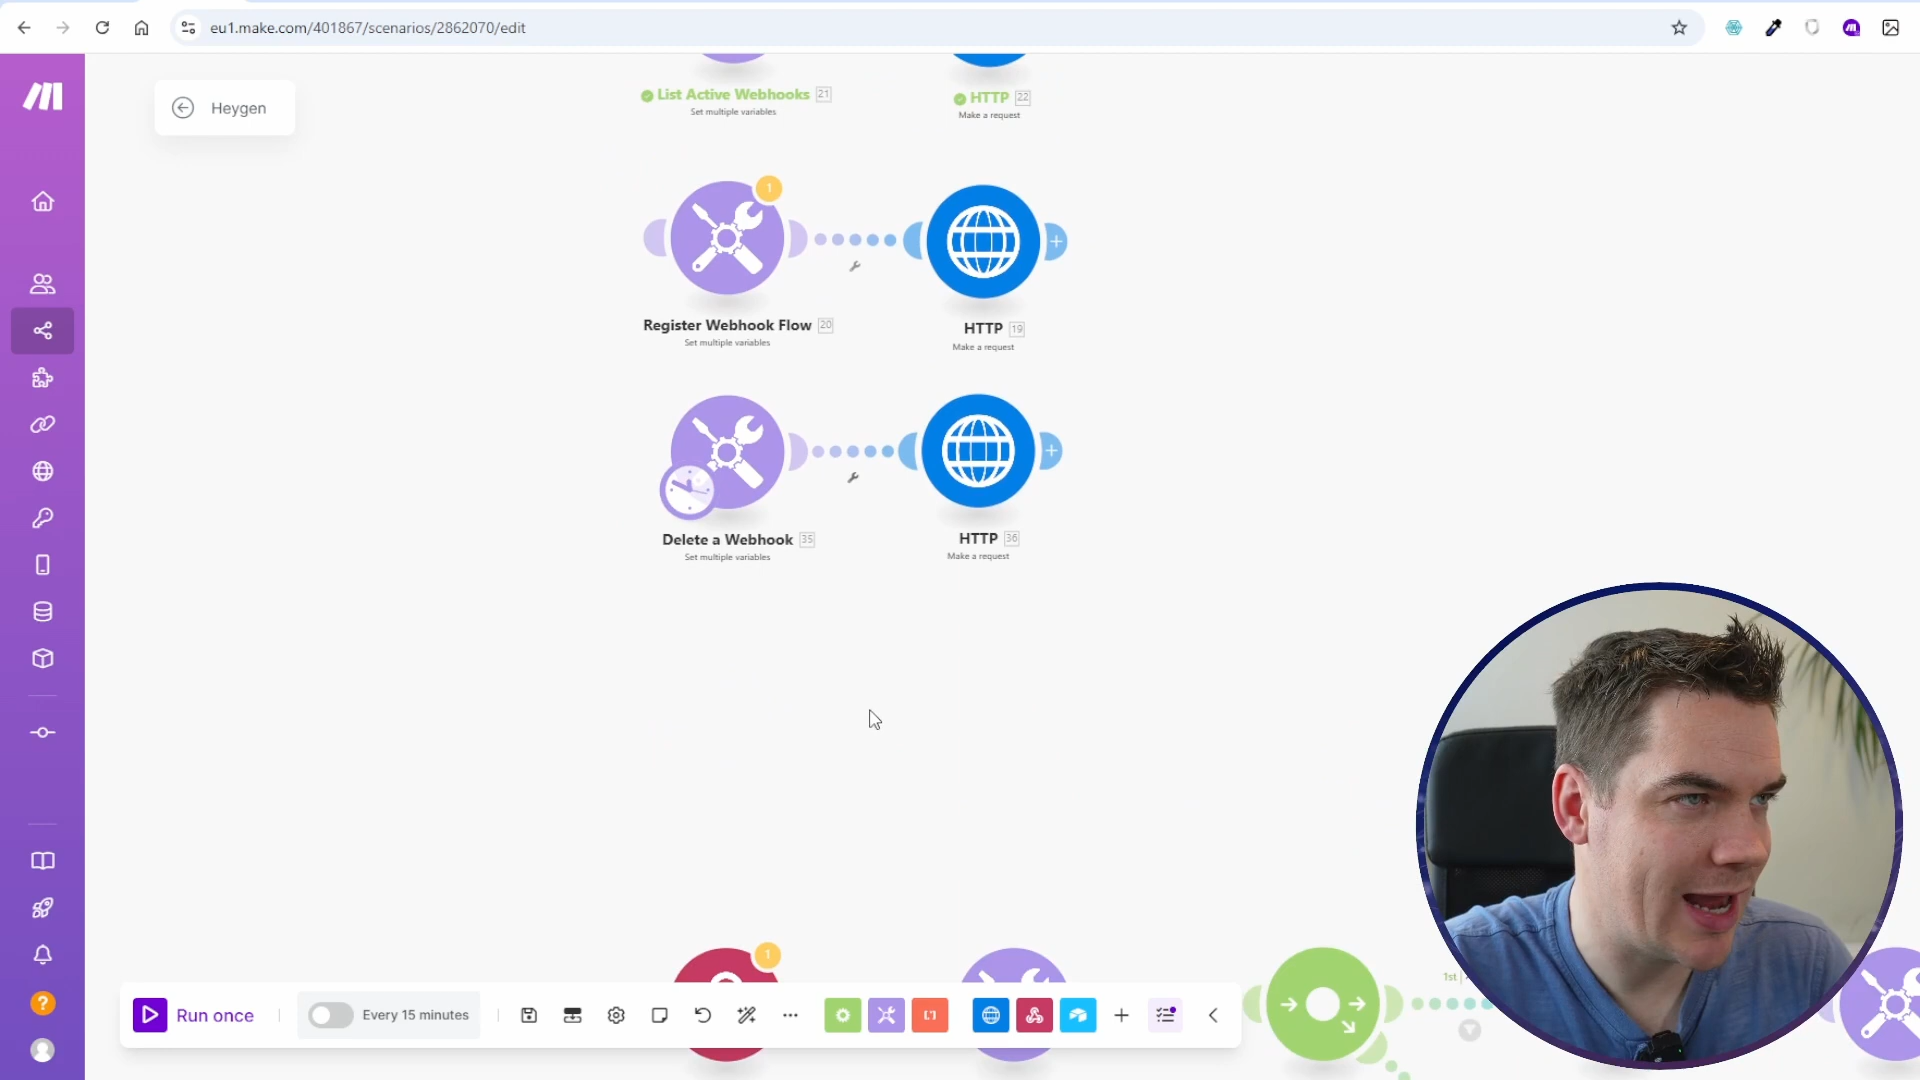 eu1.make.com/401867/scenarios/2862070/edit
Heygen
List Active Webhooks 21
Set multiple variables
HTTP 22
Make a request
1
Register Webhook Flow 20
Set multiple variables
HTTP 19
Make a request
Delete a Webhook 35
Set multiple variables
HTTP 36
Make a request
1
1st
Run once
Every 15 minutes
?